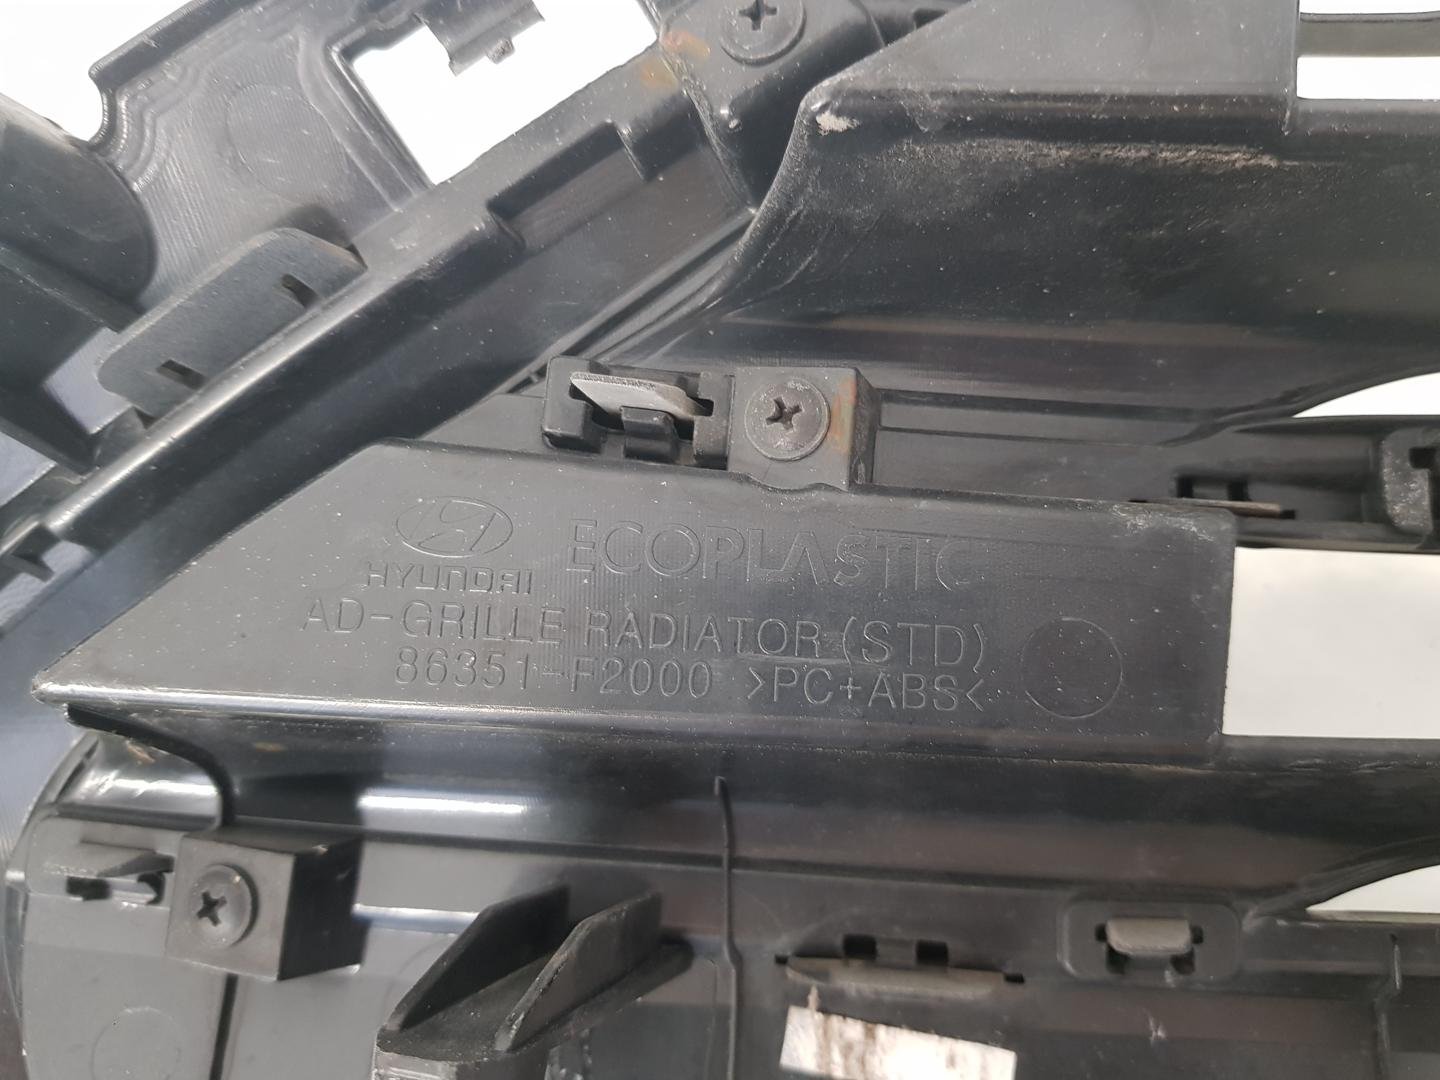 ECOPLASTIC
HYUNDAI
AD-GRILLE RADIATOR (STD)
86351-F2000 >PC+ABS<